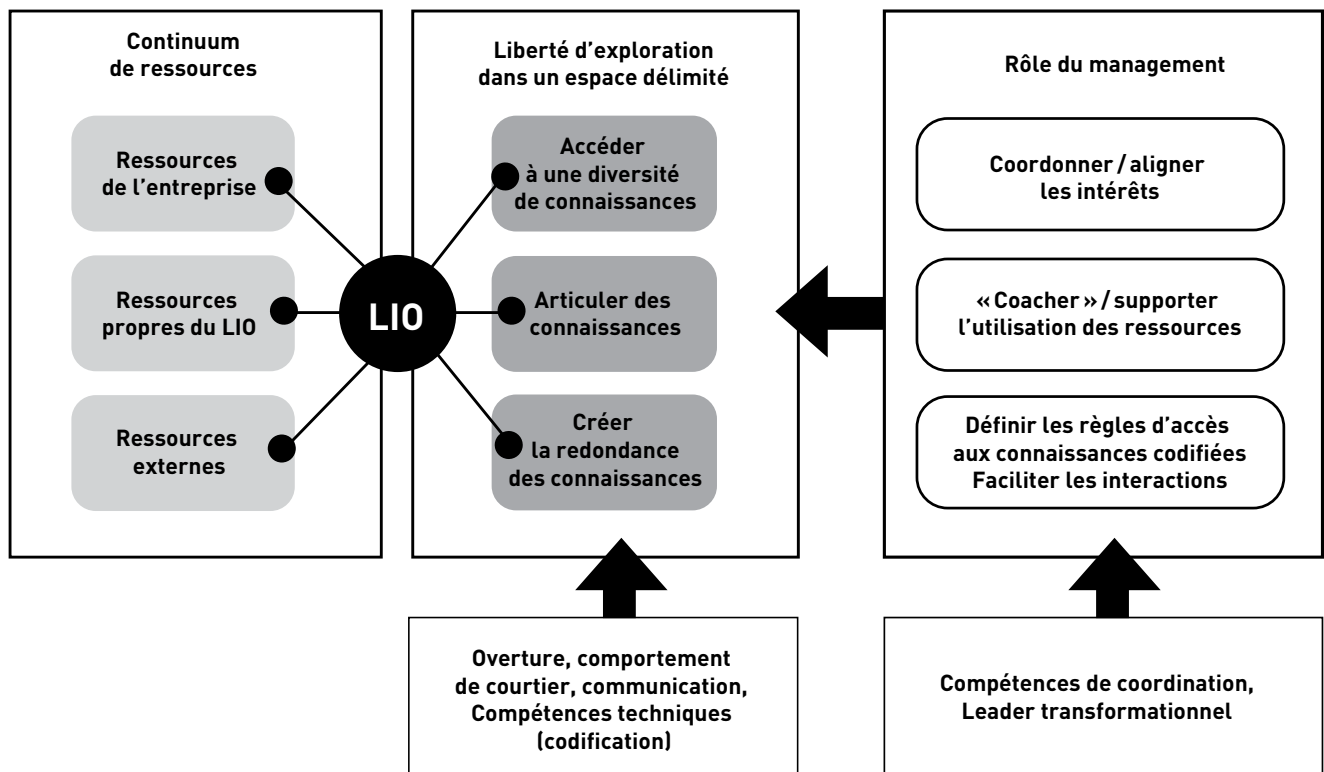 Continuum
de ressources
Ressources
de l’entreprise
Ressources
propres du LIO
Ressources
externes
LIO
Liberté d’exploration
dans un espace délimité
Accéder
à une diversité
de connaissances
Articuler des
connaissances
Créer
la redondance
des connaissances
Rôle du management
Coordonner / aligner
les intérêts
« Coacher » / supporter
l’utilisation des ressources
Définir les règles d’accès
aux connaissances codifiées
Faciliter les interactions
Overture, comportement
de courtier, communication,
Compétences techniques
(codification)
Compétences de coordination,
Leader transformationnel